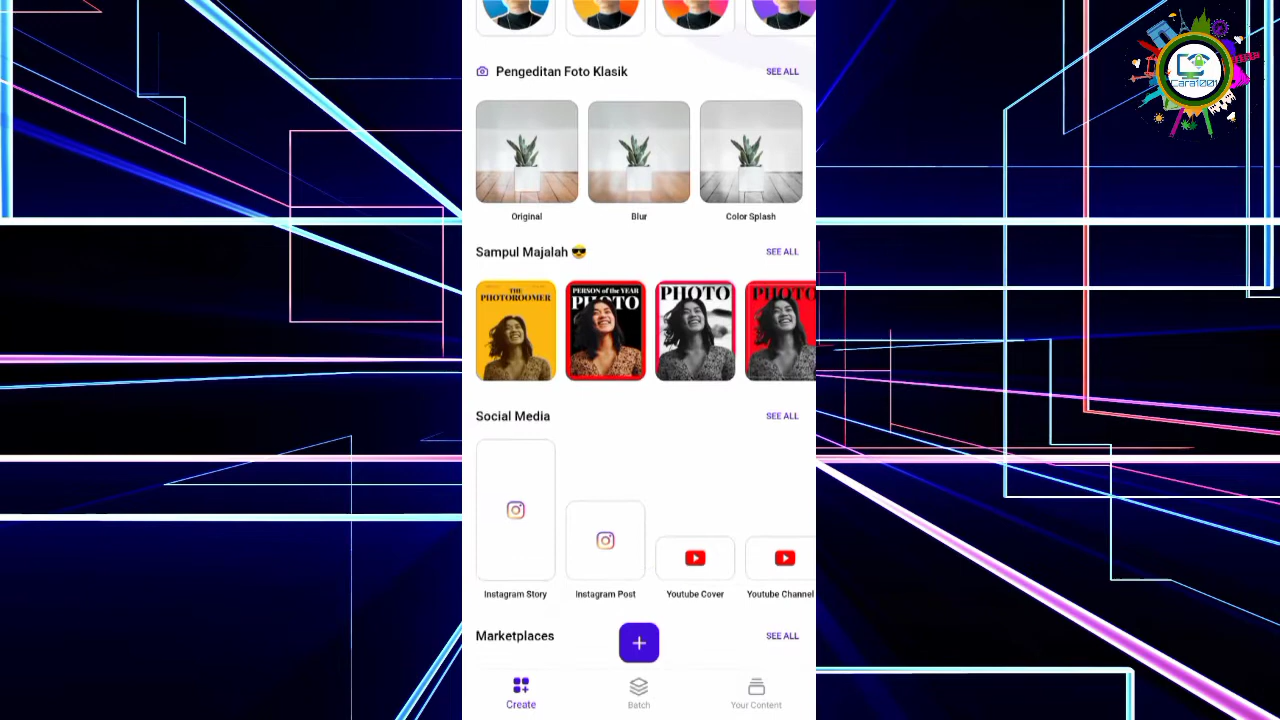 Cara1001
Pengeditan Foto Klasik
SEE ALL
Original
Blur
Color Splash
Sampul Majalah 😎
SEE ALL
THE
PHOTOROOMER
PERSON of the YEAR
PHOTO
PHOTO
PHOTO
Social Media
SEE ALL
Instagram Story
Instagram Post
Youtube Cover
Youtube Channel
Marketplaces
SEE ALL
Create
Batch
Your Content